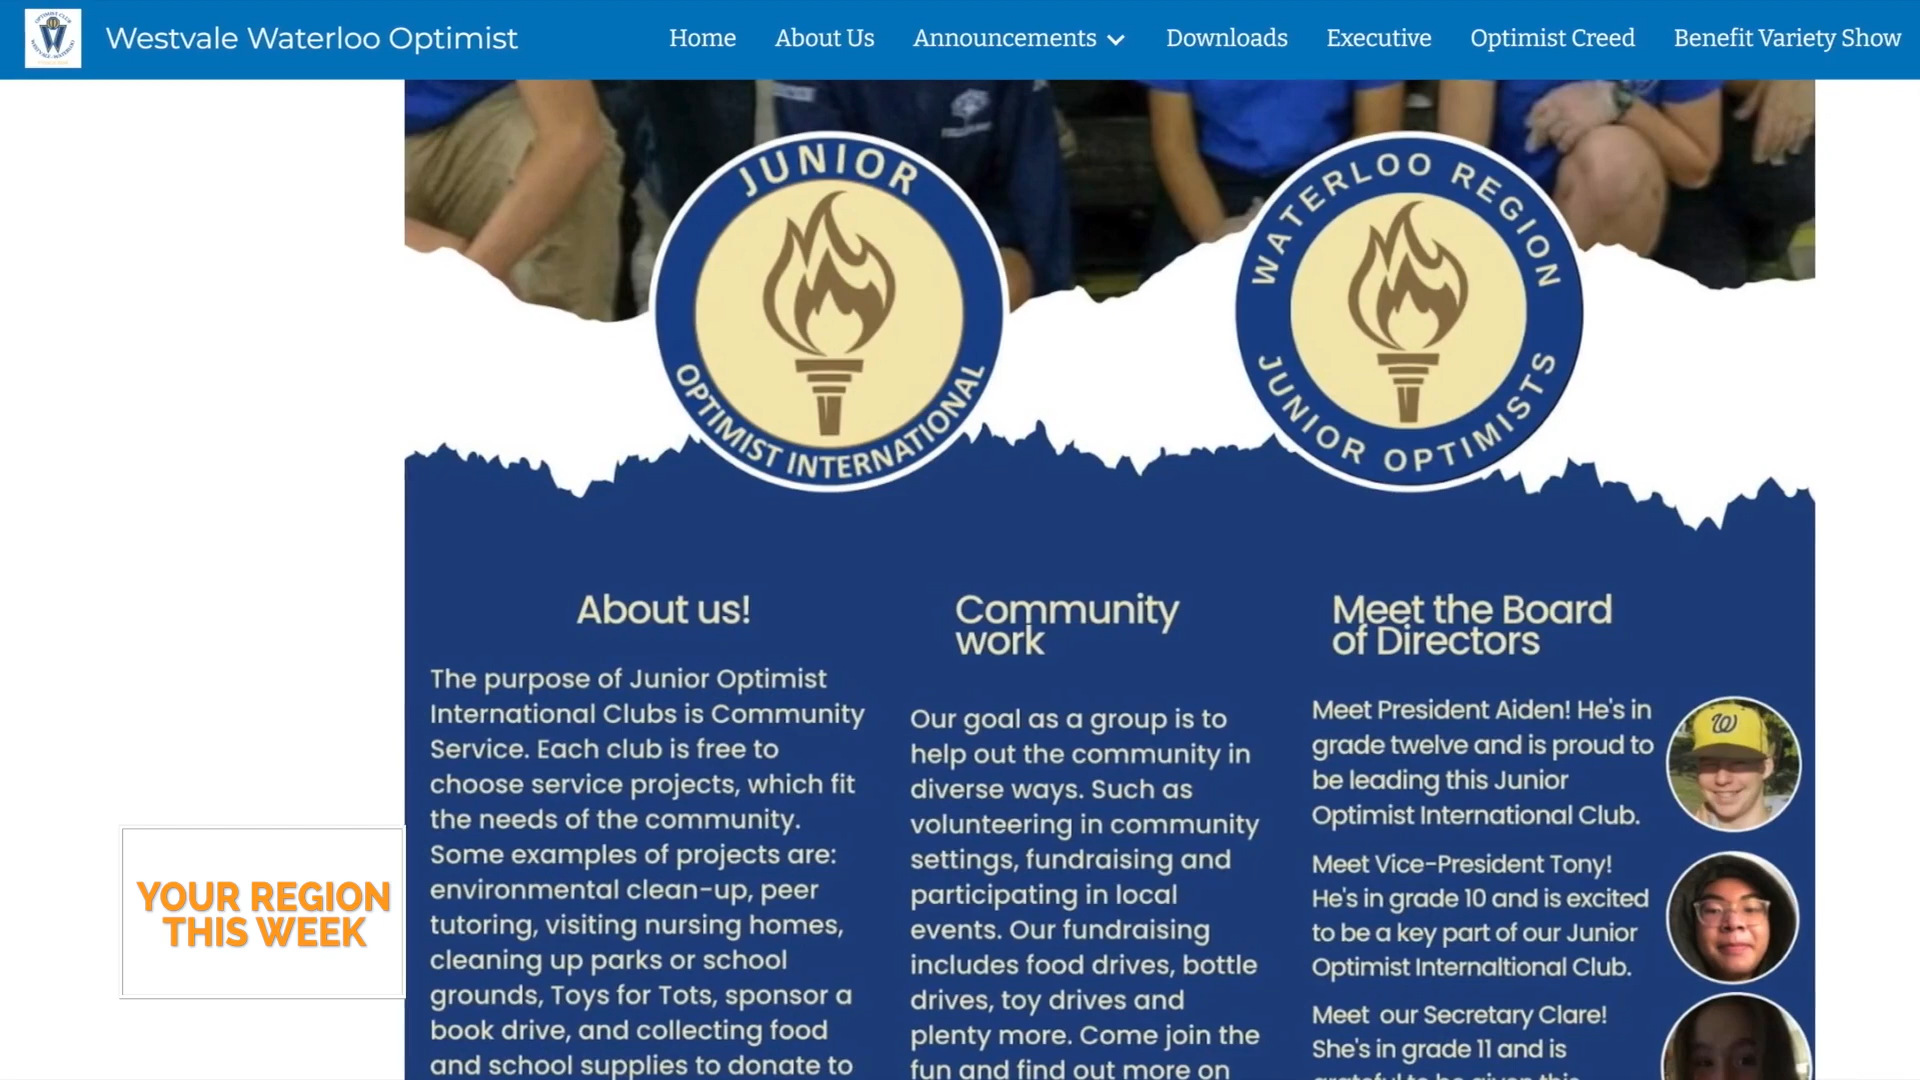 Westvale Waterloo Optimist
Home
About Us
Announcements
Downloads
Executive
Optimist Creed
Benefit Variety Show
JUNIOR
OPTIMIST INTERNATIONAL
WATERLOO REGION
JUNIOR OPTIMISTS
About us!
The purpose of Junior Optimist
International Clubs is Community
Service. Each club is free to
choose service projects, which fit
the needs of the community.
Some examples of projects are:
environmental clean-up, peer
tutoring, visiting nursing homes,
cleaning up parks or school
grounds, Toys for Tots, sponsor a
book drive, and collecting food
and school supplies to donate to
Community
work
Our goal as a group is to
help out the community in
diverse ways. Such as
volunteering in community
settings, fundraising and
participating in local
events. Our fundraising
includes food drives, bottle
drives, toy drives and
plenty more. Come join the
fun and find out more on
Meet the Board
of Directors
Meet President Aiden! He's in
grade twelve and is proud to
be leading this Junior
Optimist International Club.
Meet Vice-President Tony!
He's in grade 10 and is excited
to be a key part of our Junior
Optimist Internaltional Club.
Meet our Secretary Clare!
She's in grade 11 and is
YOUR REGION
THIS WEEK